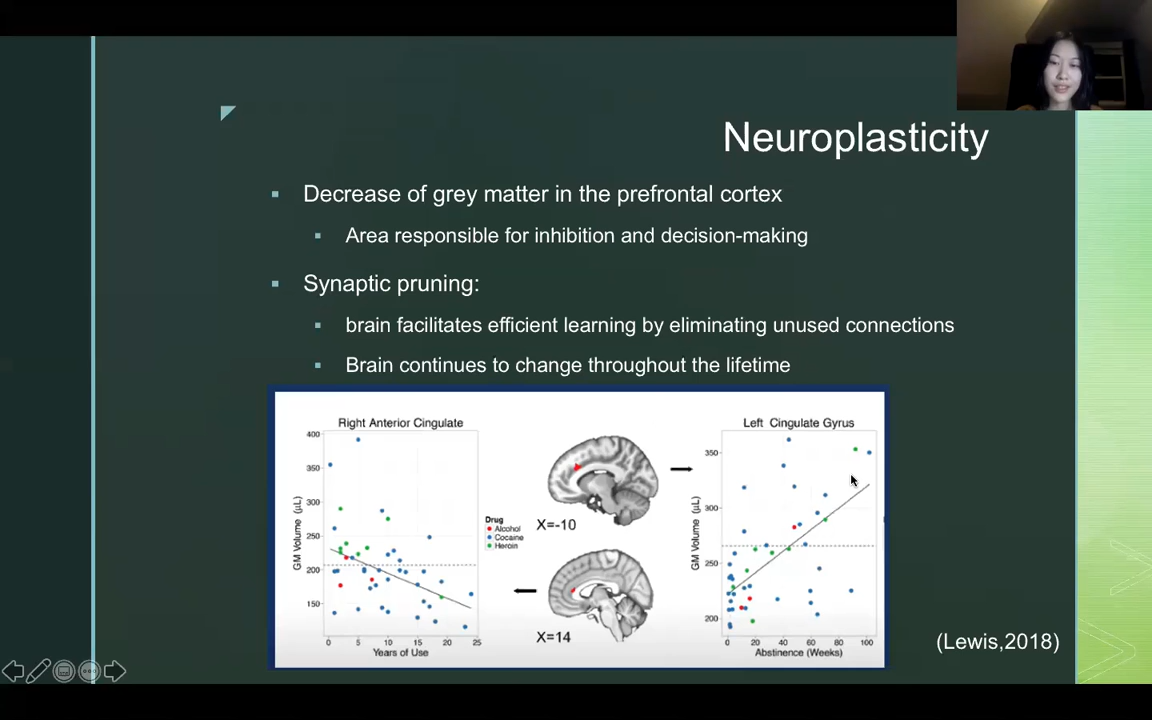 Neuroplasticity
▪ Decrease of grey matter in the prefrontal cortex
▪ Area responsible for inhibition and decision-making
▪ Synaptic pruning:
▪ brain facilitates efficient learning by eliminating unused connections
▪ Brain continues to change throughout the lifetime
Right Anterior Cingulate
GM Volume (μL)
400
350
300
250
200
150
0 5 10 15 20 25
Years of Use
Drug
Alcohol
Cocaine
Heroin
X=-10
X=14
Left Cingulate Gyrus
GM Volume (μL)
350
300
250
200
0 20 40 60 80 100
Abstinence (Weeks)
(Lewis,2018)